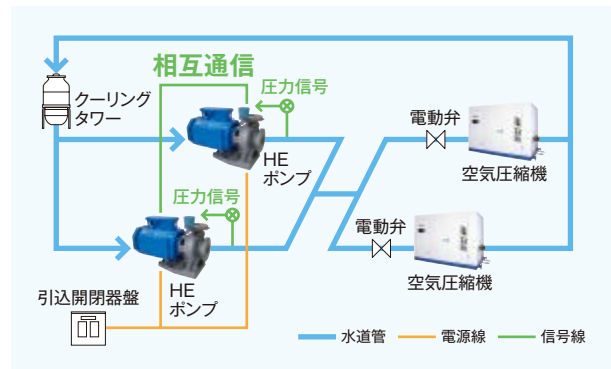 相互通信
圧力信号
クーリング
タワー
電動弁
HE
ポンプ
空気圧縮機
圧力信号
電動弁
HE
ポンプ
空気圧縮機
引込開閉器盤
水道管
電源線
信号線